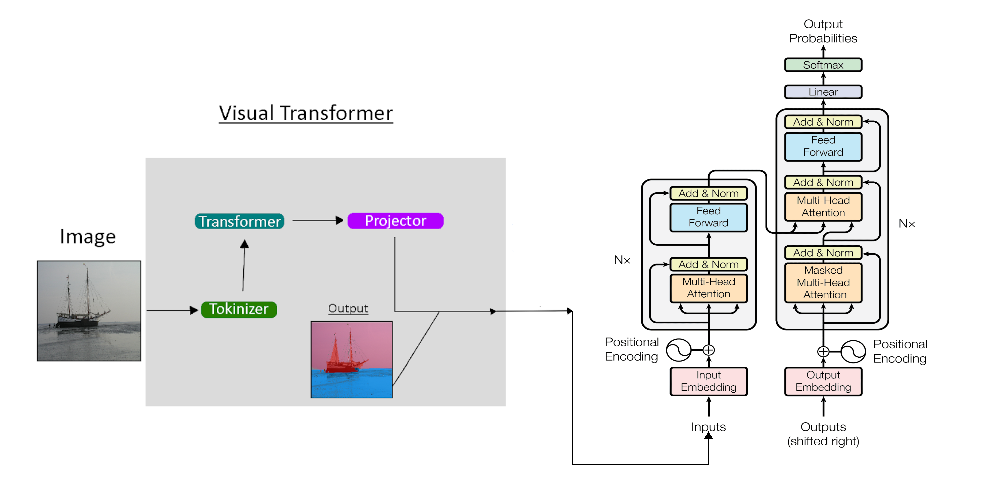 Visual Transformer
Image
Transformer
Projector
Tokinizer
Output
Output
Probabilities
Softmax
Linear
Add & Norm
Feed
Forward
Add & Norm
Multi-Head
Attention
Add & Norm
Masked
Multi-Head
Attention
Nx
Add & Norm
Feed
Forward
Add & Norm
Multi-Head
Attention
Nx
Positional
Encoding
Positional
Encoding
Input
Embedding
Output
Embedding
Inputs
Outputs
(shifted right)